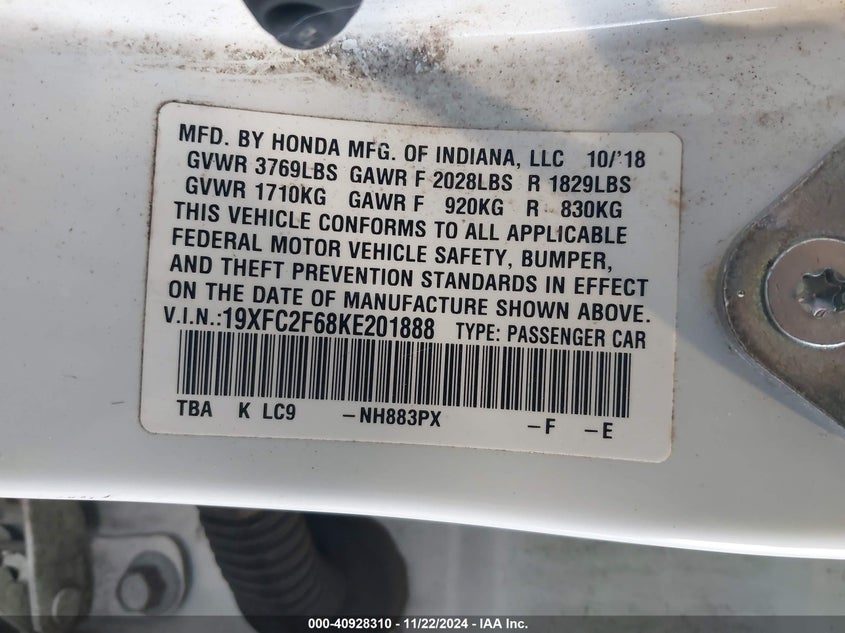 MFD. BY HONDA MFG. OF INDIANA, LLC 10/'18
GVWR 3769LBS GAWR F 2028LBS R 1829LBS
GVWR 1710KG GAWR F 920KG R 830KG
THIS VEHICLE CONFORMS TO ALL APPLICABLE
FEDERAL MOTOR VEHICLE SAFETY, BUMPER,
AND THEFT PREVENTION STANDARDS IN EFFECT
ON THE DATE OF MANUFACTURE SHOWN ABOVE.
V.I.N.:19XFC2F68KE201888 TYPE: PASSENGER CAR
TBA K LC9 -NH883PX -F -E
000-40928310 — 11/22/2024 — IAA Inc.